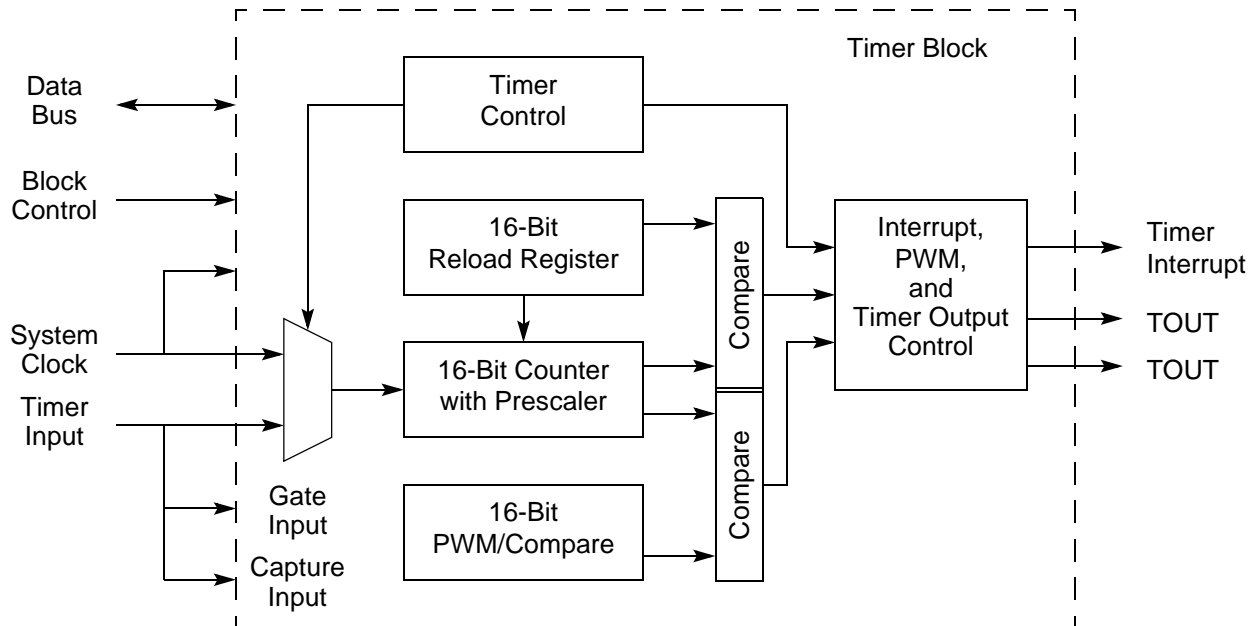 Timer Block
Data
Bus
Block
Control
System
Clock
Timer
Input
Gate
Input
Capture
Input
Timer
Control
16-Bit
Reload Register
16-Bit Counter
with Prescaler
16-Bit
PWM/Compare
Compare
Compare
Interrupt,
PWM,
and
Timer Output
Control
Timer
Interrupt
TOUT
TOUT